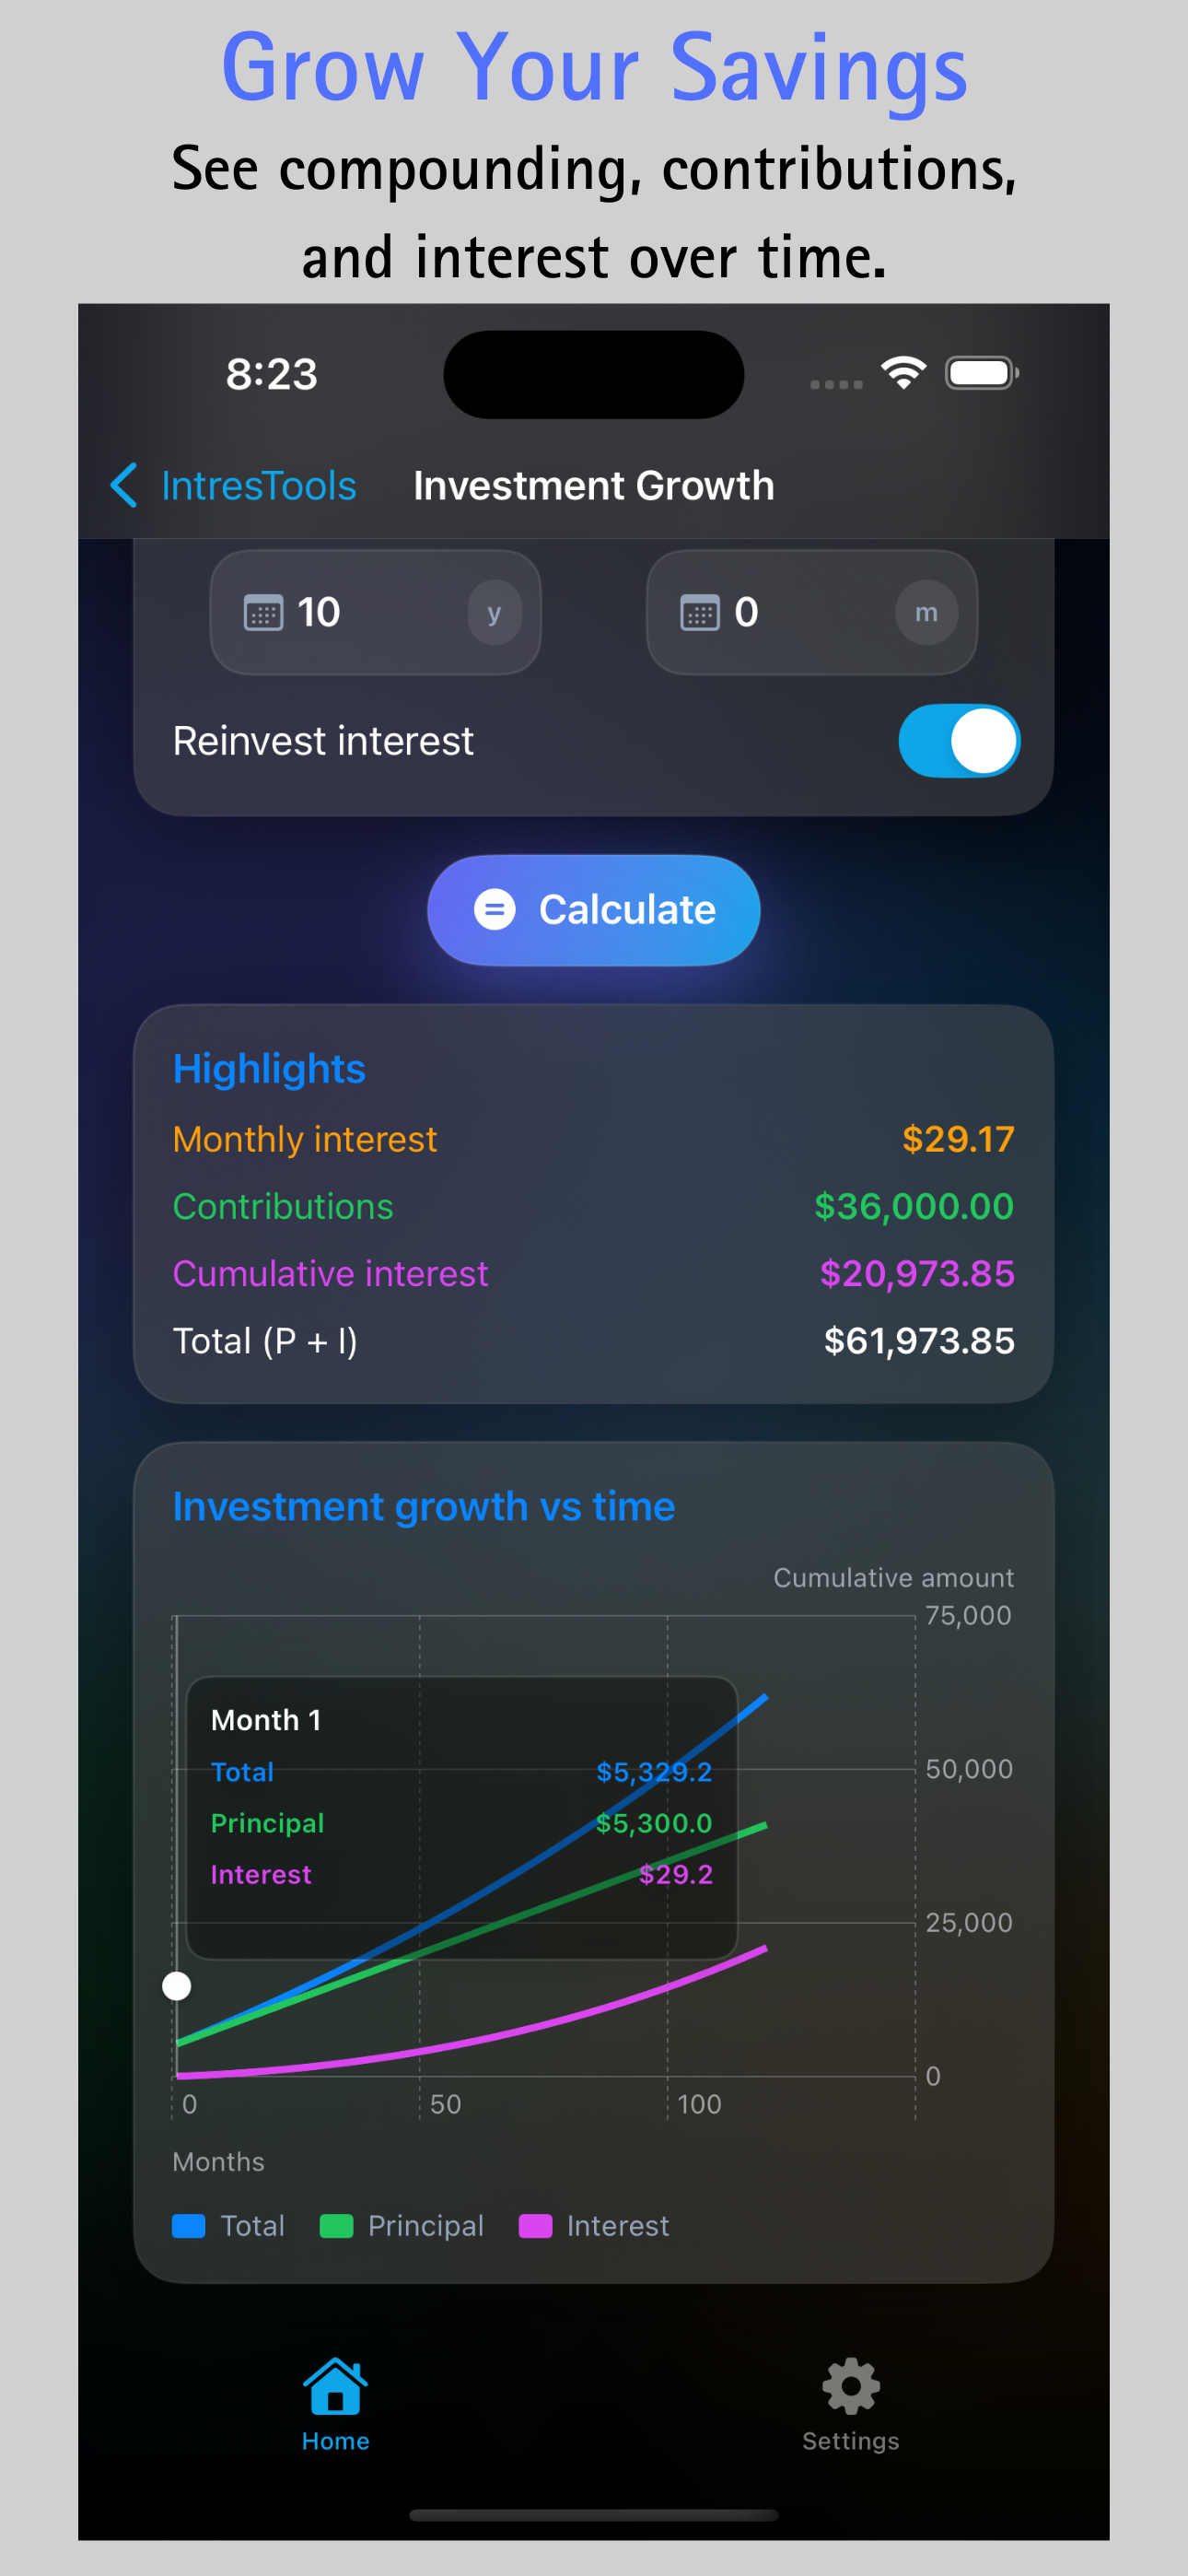 Grow Your Savings
See compounding, contributions,
and interest over time.
8:23
IntresTools Investment Growth
10 y 0 m
Reinvest interest
Calculate
Highlights
Monthly interest $29.17
Contributions $36,000.00
Cumulative interest $20,973.85
Total (P + I) $61,973.85
Investment growth vs time
Cumulative amount
75,000
Month 1
Total $5,329.2
50,000
Principal $5,300.0
Interest $29.2
25,000
0
0 50 100
Months
Total Principal Interest
Home Settings